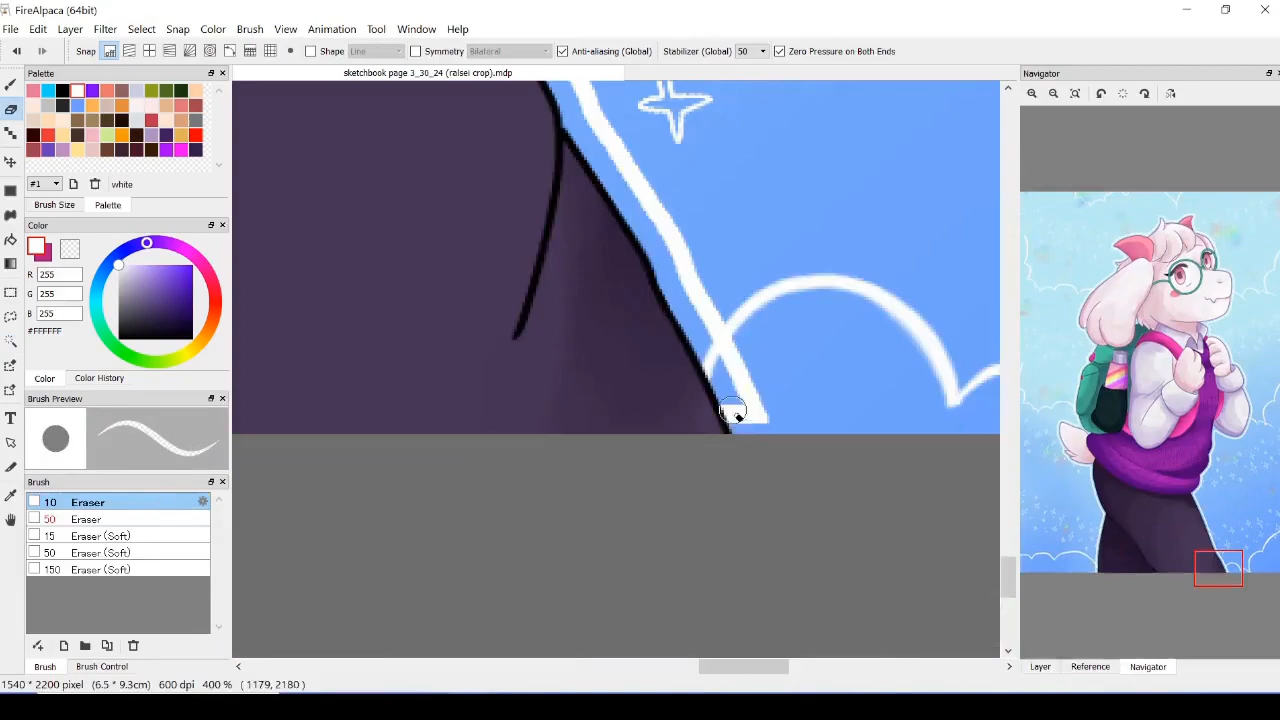 FireAlpaca (64bit)
File Edit Layer Filter Select Snap Color Brush View Animation Tool Window Help
Snap off Shape Line Symmetry Bilateral Anti-aliasing (Global) Stabilizer (Global) 50 Zero Pressure on Both Ends
Palette
sketchbook page 3_30_24 (ralsei crop).mdp
Navigator
#1 white
Brush Size Palette
Color
R 255
G 255
B 255
#FFFFFF
Color Color History
Brush Preview
Brush
10 Eraser
50 Eraser
15 Eraser (Soft)
50 Eraser (Soft)
150 Eraser (Soft)
Brush Brush Control
Layer Reference Navigator
1540 * 2200 pixel (6.5 * 9.3cm) 600 dpi 400 % ( 1179, 2180 )